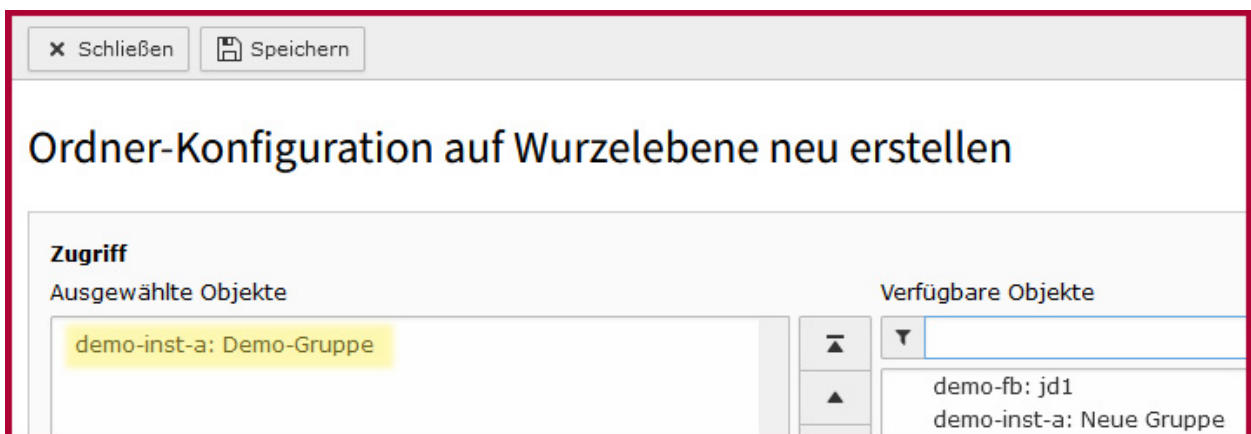 Schließen Speichern
Ordner-Konfiguration auf Wurzelebene neu erstellen
Zugriff
Ausgewählte Objekte
demo-inst-a: Demo-Gruppe
Verfügbare Objekte
demo-fb: jd1
demo-inst-a: Neue Gruppe